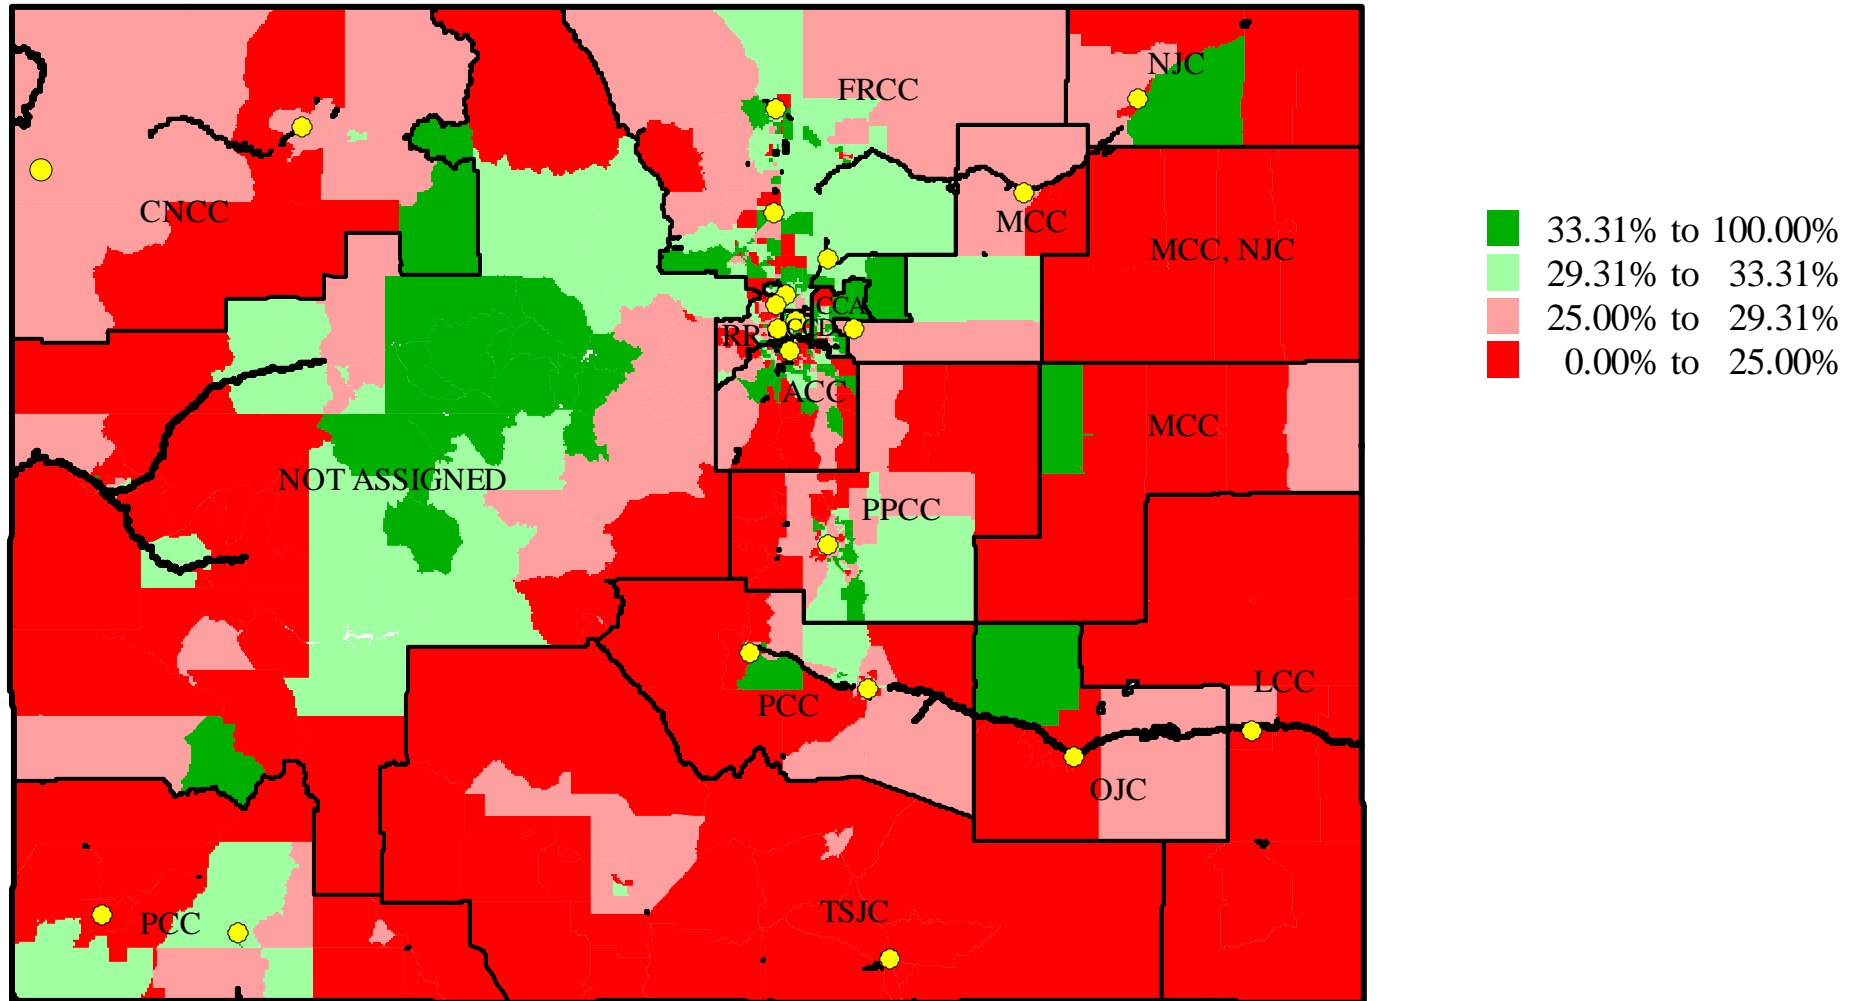 NJC
FRCC
CNCC
MCC
MCC, NJC
CCA
CCD
RR
ACC
MCC
NOT ASSIGNED
PPCC
LCC
PCC
OJC
TSJC
PCC
33.31% to 100.00%
29.31% to 33.31%
25.00% to 29.31%
0.00% to 25.00%